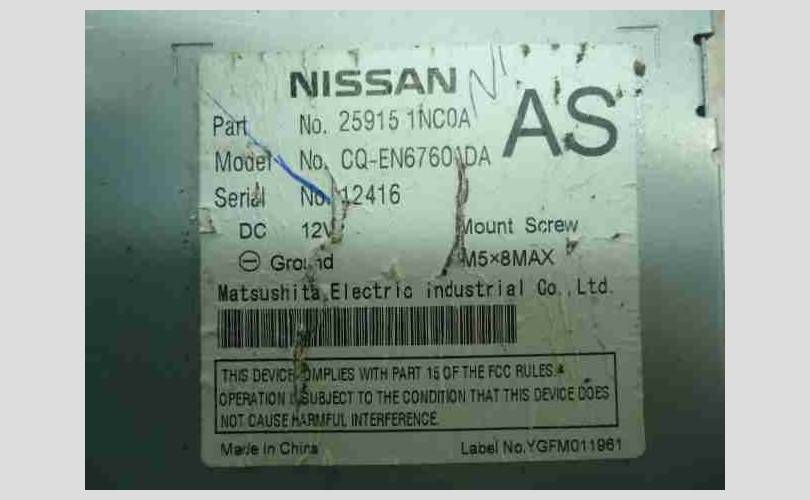 NISSAN
AS
Part No. 25915 1NC0A
Model No. CQ-EN6760ADA
Serial No. 12416
DC 12V Mount Screw
⊖ Ground M5×8MAX
Matsushita Electric industrial Co.,Ltd.
THIS DEVICE COMPLIES WITH PART 15 OF THE FCC RULES.
OPERATION IS SUBJECT TO THE CONDITION THAT THIS DEVICE DOES
NOT CAUSE HARMFUL INTERFERENCE.
Made in China Label No.YGFM011961